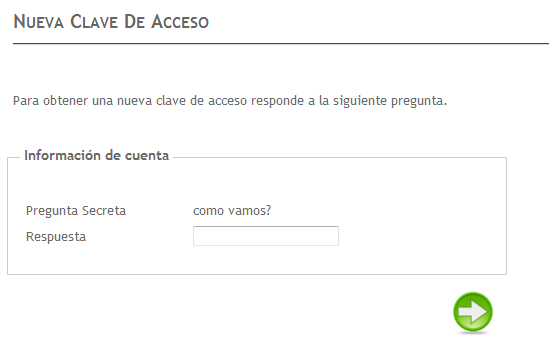 Nueva Clave De Acceso
Para obtener una nueva clave de acceso responde a la siguiente pregunta.
Información de cuenta
Pregunta Secreta como vamos?
Respuesta